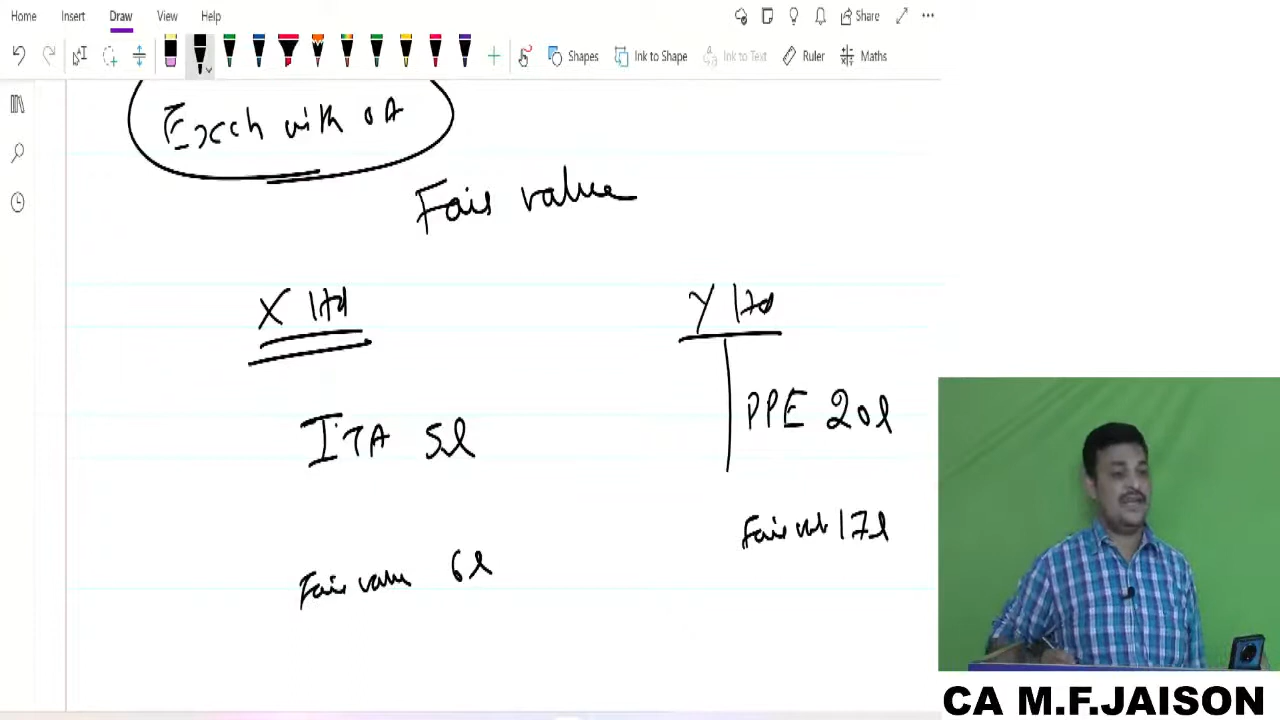 Home Insert Draw View Help Share
Shapes Ink to Shape Ink to Text Ruler Maths
Exch with OA
Fair value
X ltd
Y ltd
ITA 5l
PPE 20l
Fair value 6l
Fair val 17l
CA M.F.JAISON